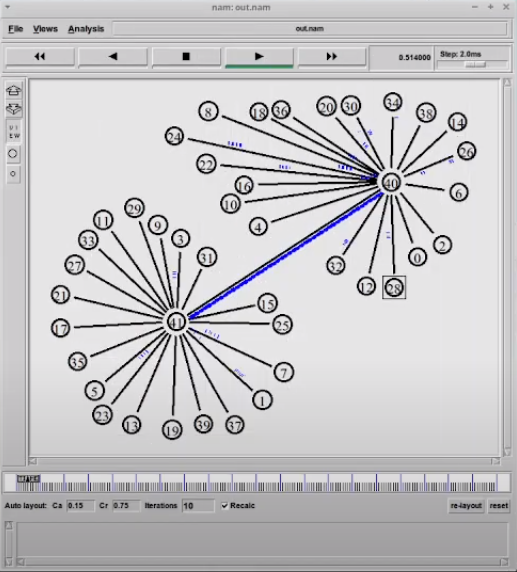 nam: out.nam
File Views Analysis out.nam
0.514000 Step: 2.0ms
8 18 36 20 30 34 38 14
24 26
22 40
16 6
10
4 2
32 0
12 28
29
11 9
33 3
27 31
21 15
17 41 25
35
7
5 1
23
13 19 39 37
Auto layout: Ca 0.15 Cr 0.75 Iterations 10 Recalc re-layout reset